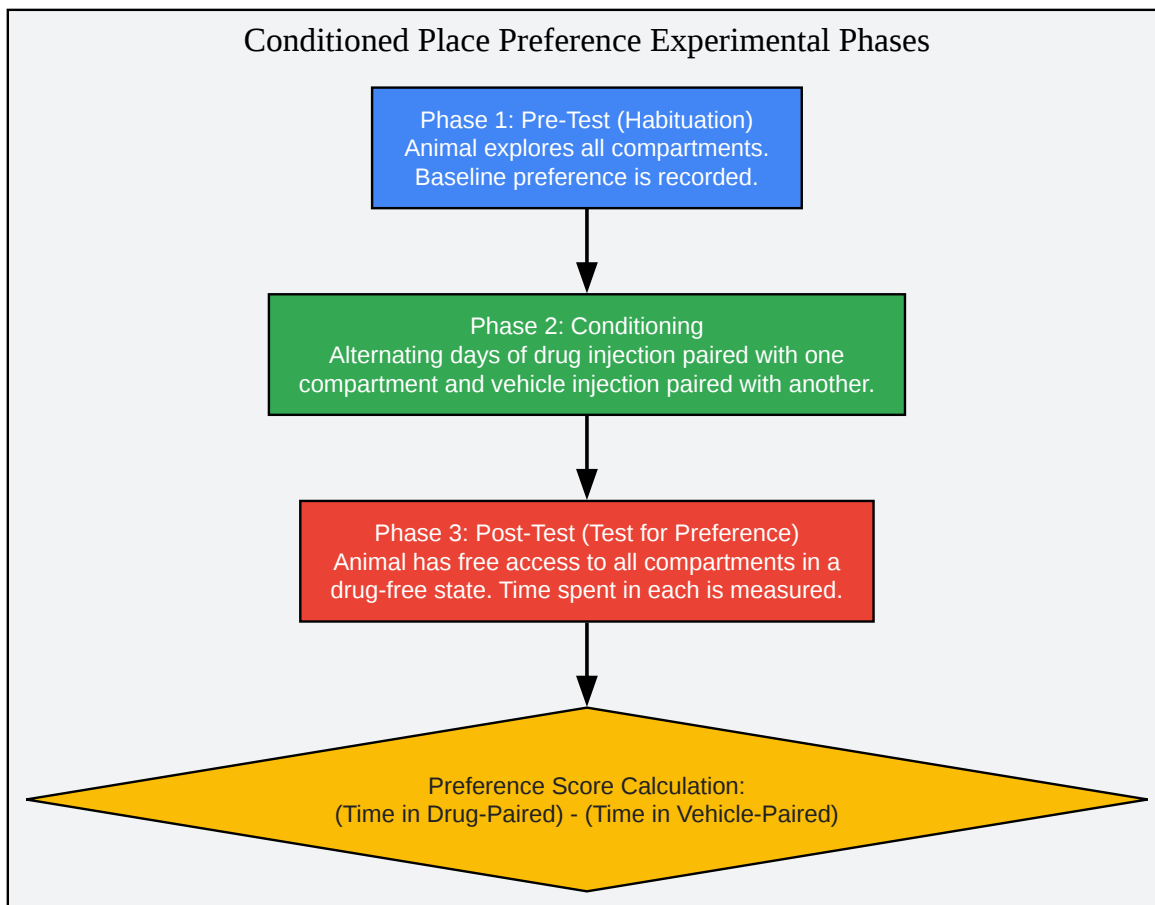 Conditioned Place Preference Experimental Phases
Phase 1: Pre-Test (Habituation)
Animal explores all compartments.
Baseline preference is recorded.
Phase 2: Conditioning
Alternating days of drug injection paired with one
compartment and vehicle injection paired with another.
Phase 3: Post-Test (Test for Preference)
Animal has free access to all compartments in a
drug-free state. Time spent in each is measured.
Preference Score Calculation:
(Time in Drug-Paired) - (Time in Vehicle-Paired)